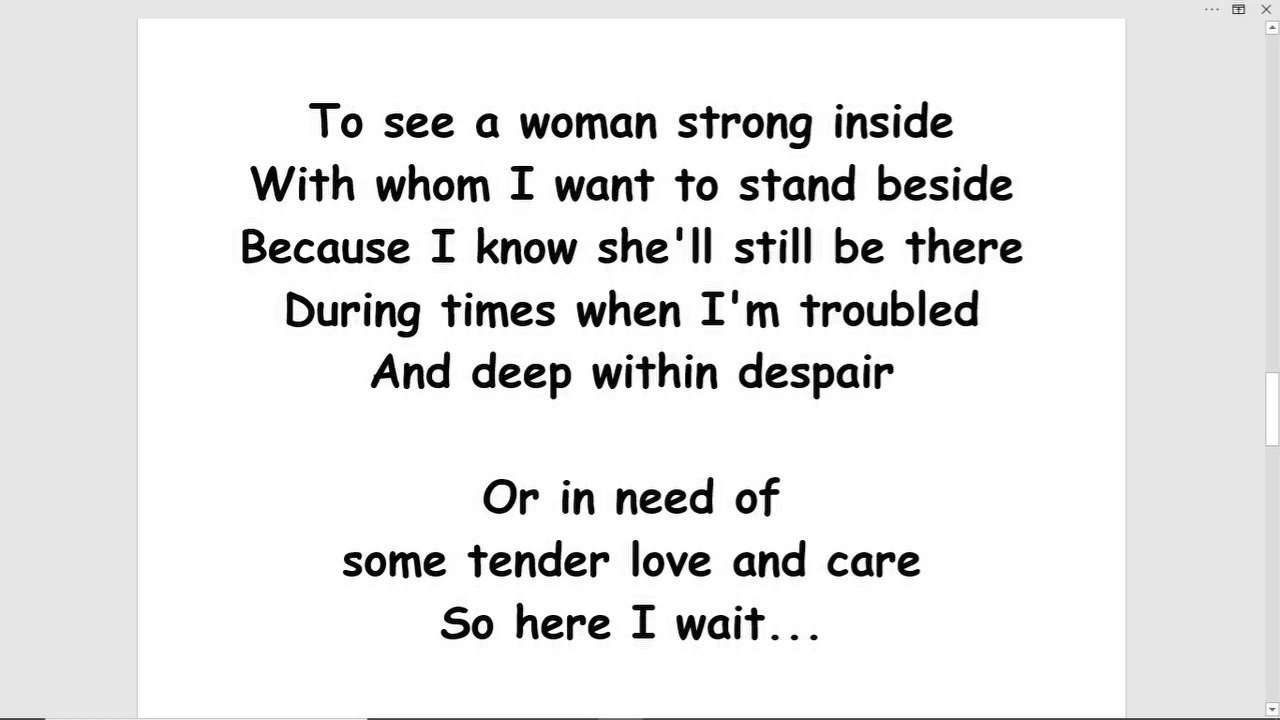 To see a woman strong inside
With whom I want to stand beside
Because I know she'll still be there
During times when I'm troubled
And deep within despair
Or in need of
some tender love and care
So here I wait...